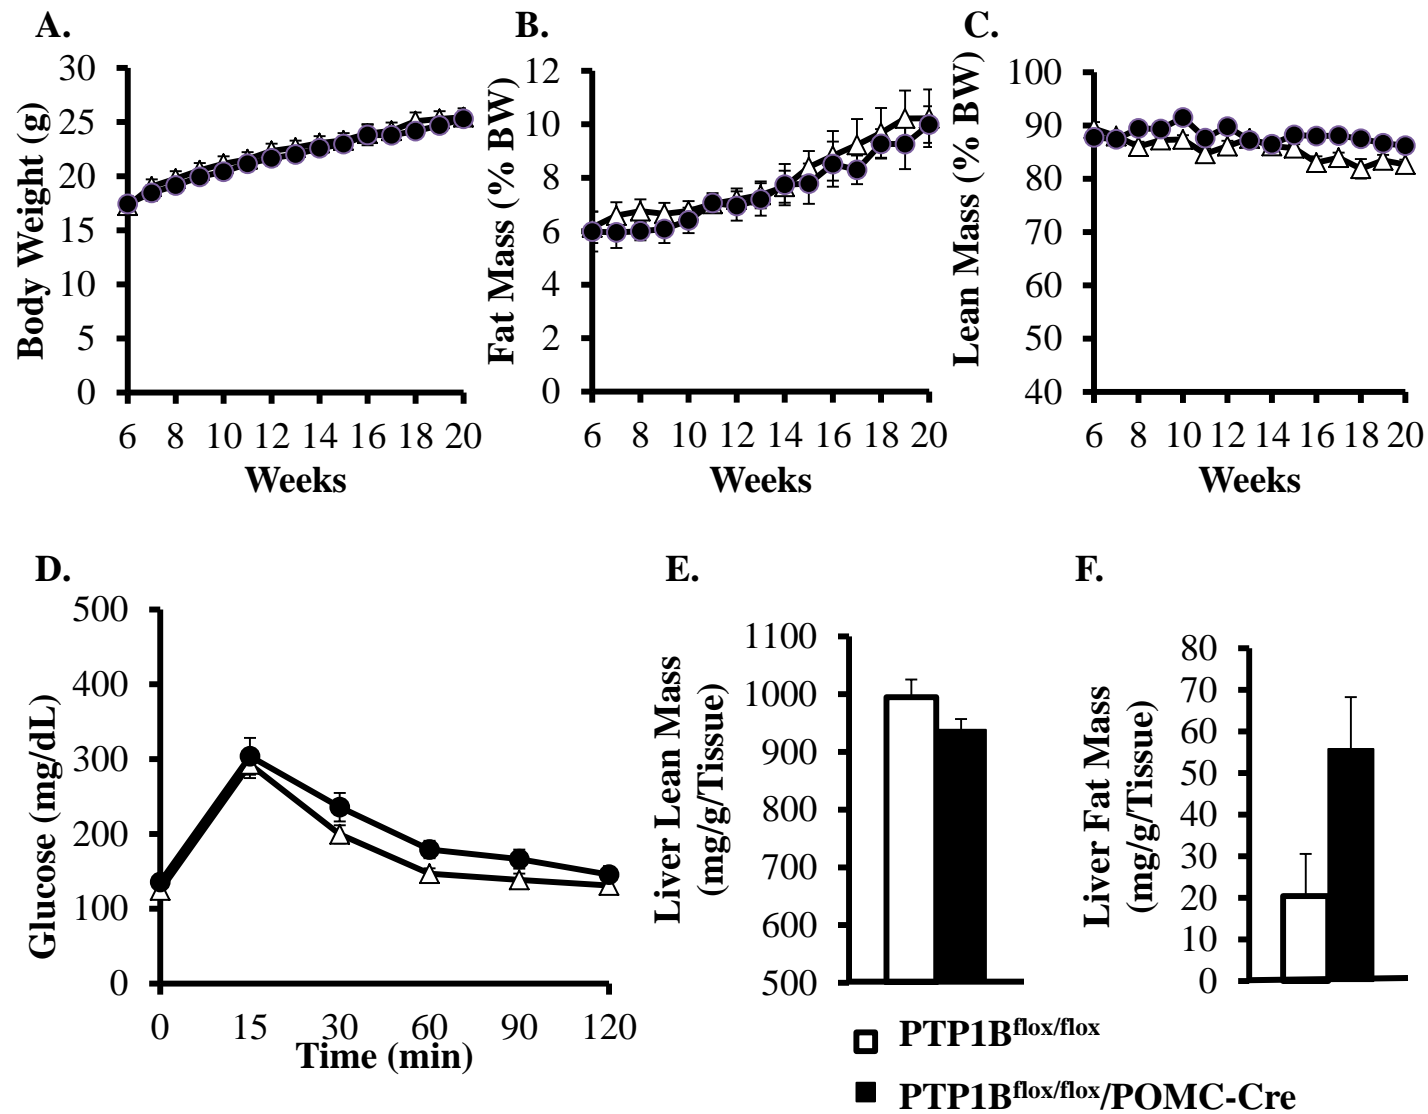 A.
Body Weight (g)
30
25
20
15
10
5
0
6 8 10 12 14 16 18 20
Weeks
B.
Fat Mass (% BW)
12
10
8
6
4
2
0
6 8 10 12 14 16 18 20
Weeks
C.
Lean Mass (% BW)
100
90
80
70
60
50
40
6 8 10 12 14 16 18 20
Weeks
D.
Glucose (mg/dL)
500
400
300
200
100
0
0 15 30 60 90 120
Time (min)
E.
Liver Lean Mass
(mg/g/Tissue)
1100
1000
900
800
700
600
500
F.
Liver Fat Mass
(mg/g/Tissue)
80
70
60
50
40
30
20
10
0
PTP1Bflox/flox
PTP1Bflox/flox/POMC-Cre